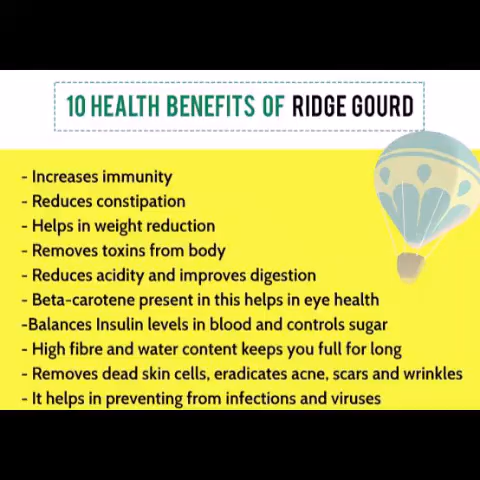 10 HEALTH BENEFITS OF RIDGE GOURD
- Increases immunity
- Reduces constipation
- Helps in weight reduction
- Removes toxins from body
- Reduces acidity and improves digestion
- Beta-carotene present in this helps in eye health
-Balances Insulin levels in blood and controls sugar
- High fibre and water content keeps you full for long
- Removes dead skin cells, eradicates acne, scars and wrinkles
- It helps in preventing from infections and viruses